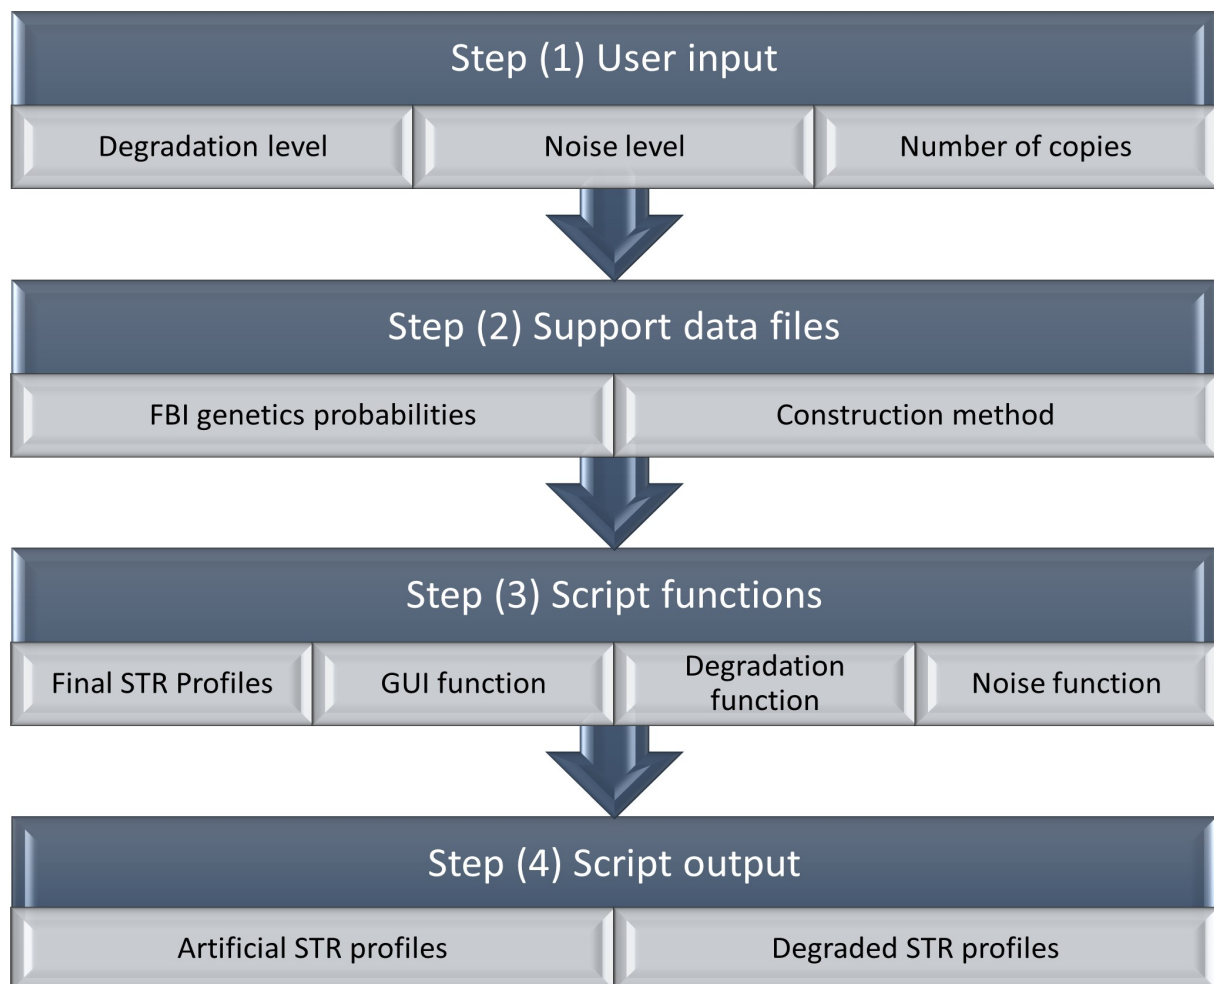 Step (1) User input
Degradation level
Noise level
Number of copies
Step (2) Support data files
FBI genetics probabilities
Construction method
Step (3) Script functions
Final STR Profiles
GUI function
Degradation
function
Noise function
Step (4) Script output
Artificial STR profiles
Degraded STR profiles